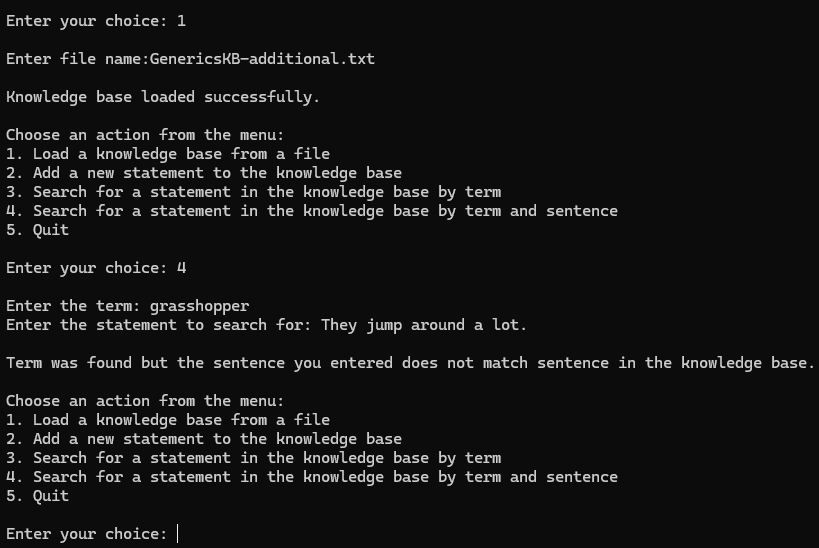 Enter your choice: 1
Enter file name:GenericsKB-additional.txt
Knowledge base loaded successfully.
Choose an action from the menu:
1. Load a knowledge base from a file
2. Add a new statement to the knowledge base
3. Search for a statement in the knowledge base by term
4. Search for a statement in the knowledge base by term and sentence
5. Quit
Enter your choice: 4
Enter the term: grasshopper
Enter the statement to search for: They jump around a lot.
Term was found but the sentence you entered does not match sentence in the knowledge base.
Choose an action from the menu:
1. Load a knowledge base from a file
2. Add a new statement to the knowledge base
3. Search for a statement in the knowledge base by term
4. Search for a statement in the knowledge base by term and sentence
5. Quit
Enter your choice: